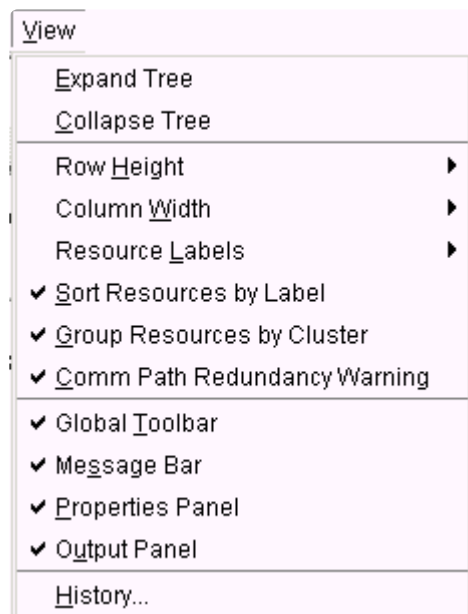 View
Expand Tree
Collapse Tree
Row Height
Column Width
Resource Labels
Sort Resources by Label
Group Resources by Cluster
Comm Path Redundancy Warning
Global Toolbar
Message Bar
Properties Panel
Output Panel
History...